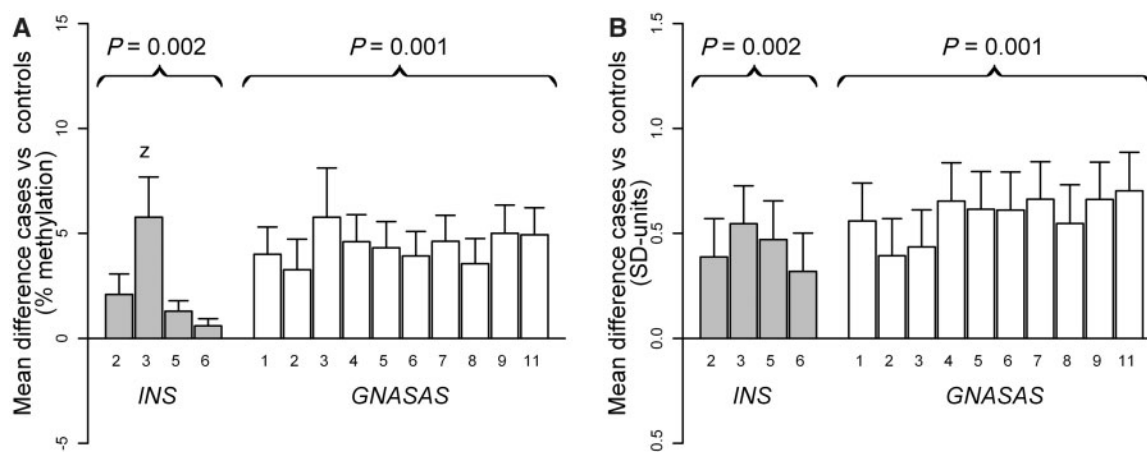 A
Mean difference cases vs controls
(% methylation)
15
10
5
0
-5
P = 0.002
P = 0.001
z
2 3 5 6
1 2 3 4 5 6 7 8 9 11
INS
GNASAS
B
Mean difference cases vs controls
(SD-units)
1.5
1.0
0.5
0.0
0.5
P = 0.002
P = 0.001
2 3 5 6
1 2 3 4 5 6 7 8 9 11
INS
GNASAS